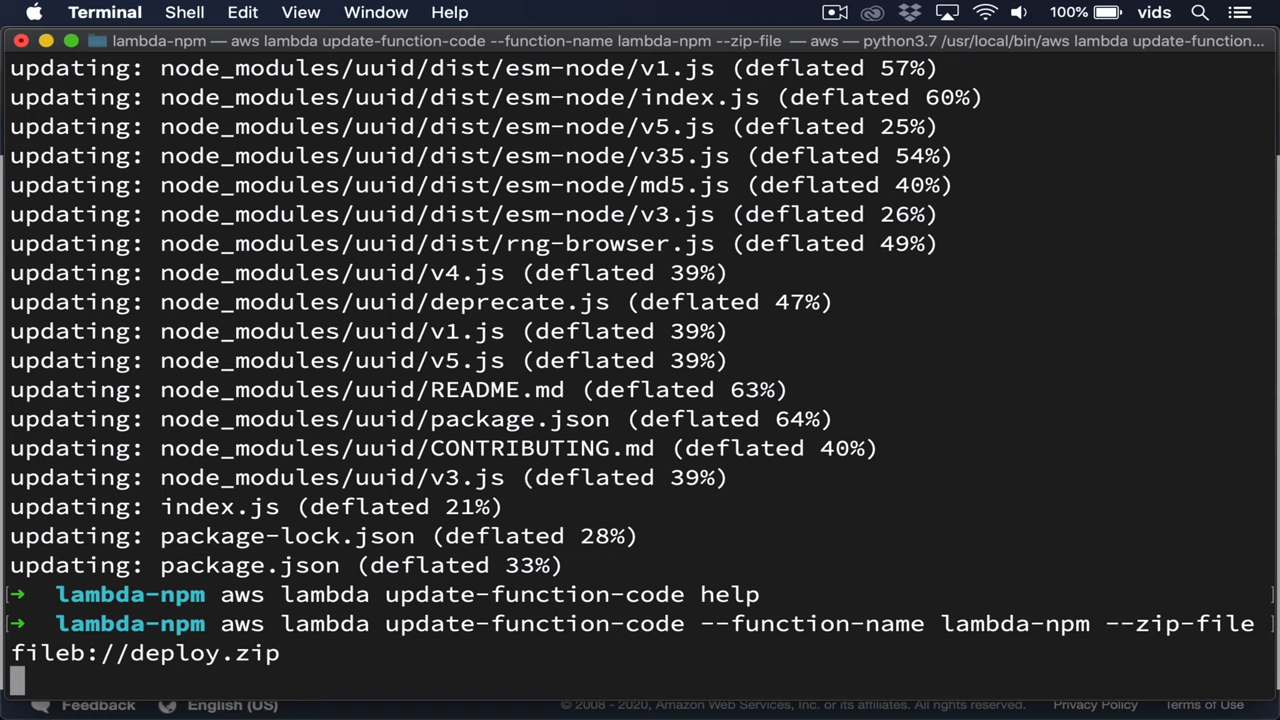 Terminal Shell Edit View Window Help 100% vids
lambda-npm — aws lambda update-function-code --function-name lambda-npm --zip-file — aws — python3.7 /usr/local/bin/aws lambda update-function...
updating: node_modules/uuid/dist/esm-node/v1.js (deflated 57%)
updating: node_modules/uuid/dist/esm-node/index.js (deflated 60%)
updating: node_modules/uuid/dist/esm-node/v5.js (deflated 25%)
updating: node_modules/uuid/dist/esm-node/v35.js (deflated 54%)
updating: node_modules/uuid/dist/esm-node/md5.js (deflated 40%)
updating: node_modules/uuid/dist/esm-node/v3.js (deflated 26%)
updating: node_modules/uuid/dist/rng-browser.js (deflated 49%)
updating: node_modules/uuid/v4.js (deflated 39%)
updating: node_modules/uuid/deprecate.js (deflated 47%)
updating: node_modules/uuid/v1.js (deflated 39%)
updating: node_modules/uuid/v5.js (deflated 39%)
updating: node_modules/uuid/README.md (deflated 63%)
updating: node_modules/uuid/package.json (deflated 64%)
updating: node_modules/uuid/CONTRIBUTING.md (deflated 40%)
updating: node_modules/uuid/v3.js (deflated 39%)
updating: index.js (deflated 21%)
updating: package-lock.json (deflated 28%)
updating: package.json (deflated 33%)
[➜ lambda-npm aws lambda update-function-code help ]
[➜ lambda-npm aws lambda update-function-code --function-name lambda-npm --zip-file ]
fileb://deploy.zip
Feedback English (US) © 2008 - 2020, Amazon Web Services, Inc. or its affiliates. All rights reserved. Privacy Policy Terms of Use